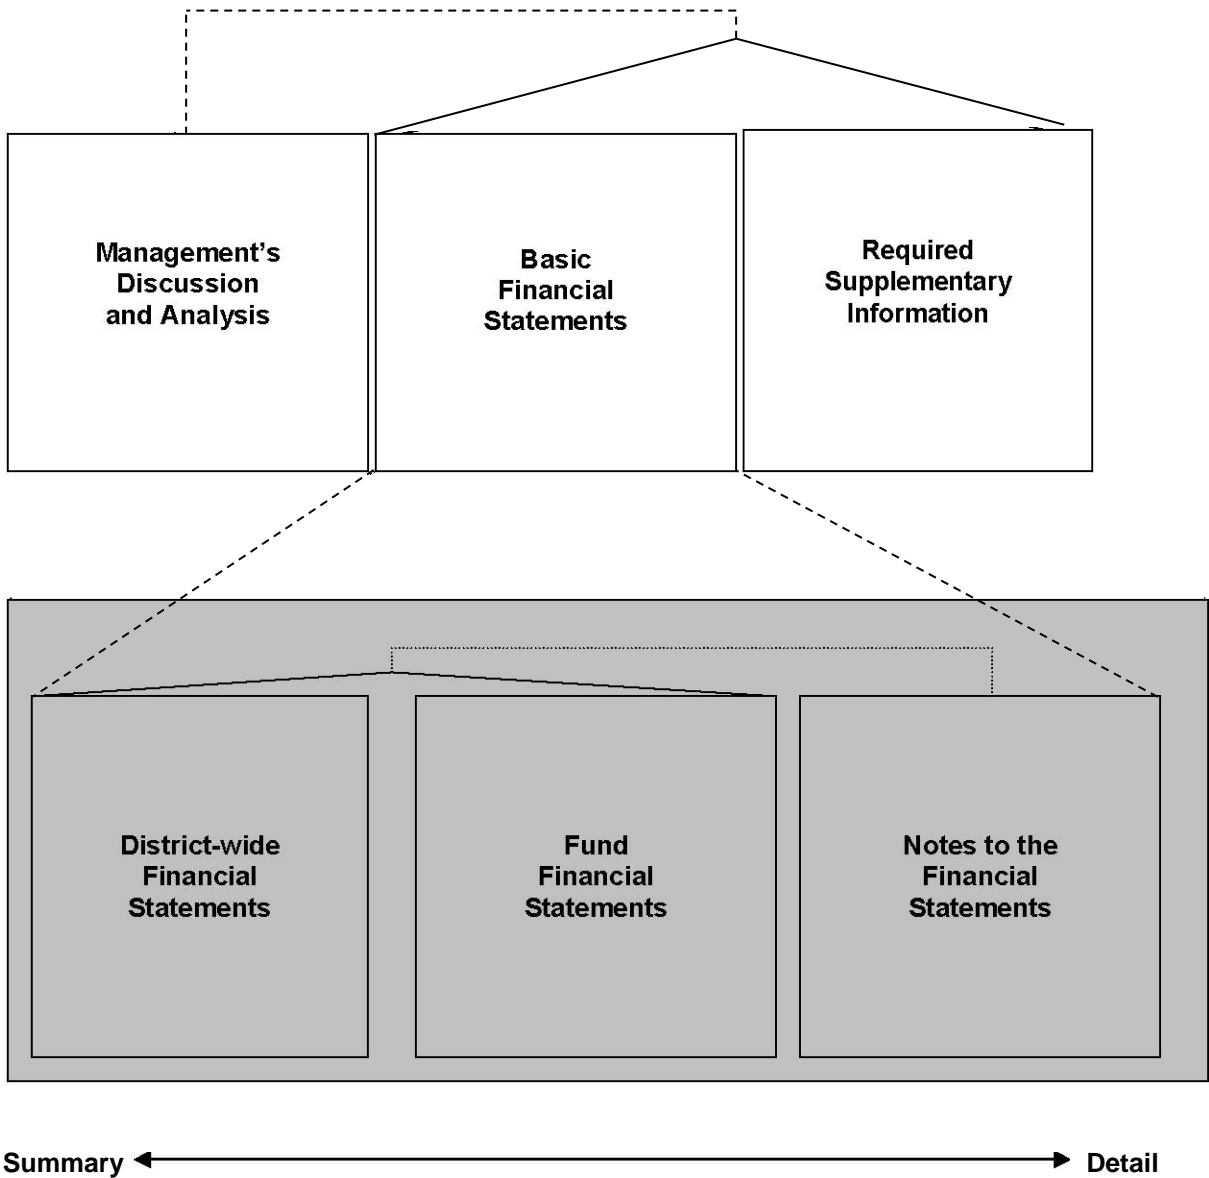 Management's
Discussion
and Analysis
Basic
Financial
Statements
Required
Supplementary
Information
District-wide
Financial
Statements
Fund
Financial
Statements
Notes to the
Financial
Statements
Summary
Detail